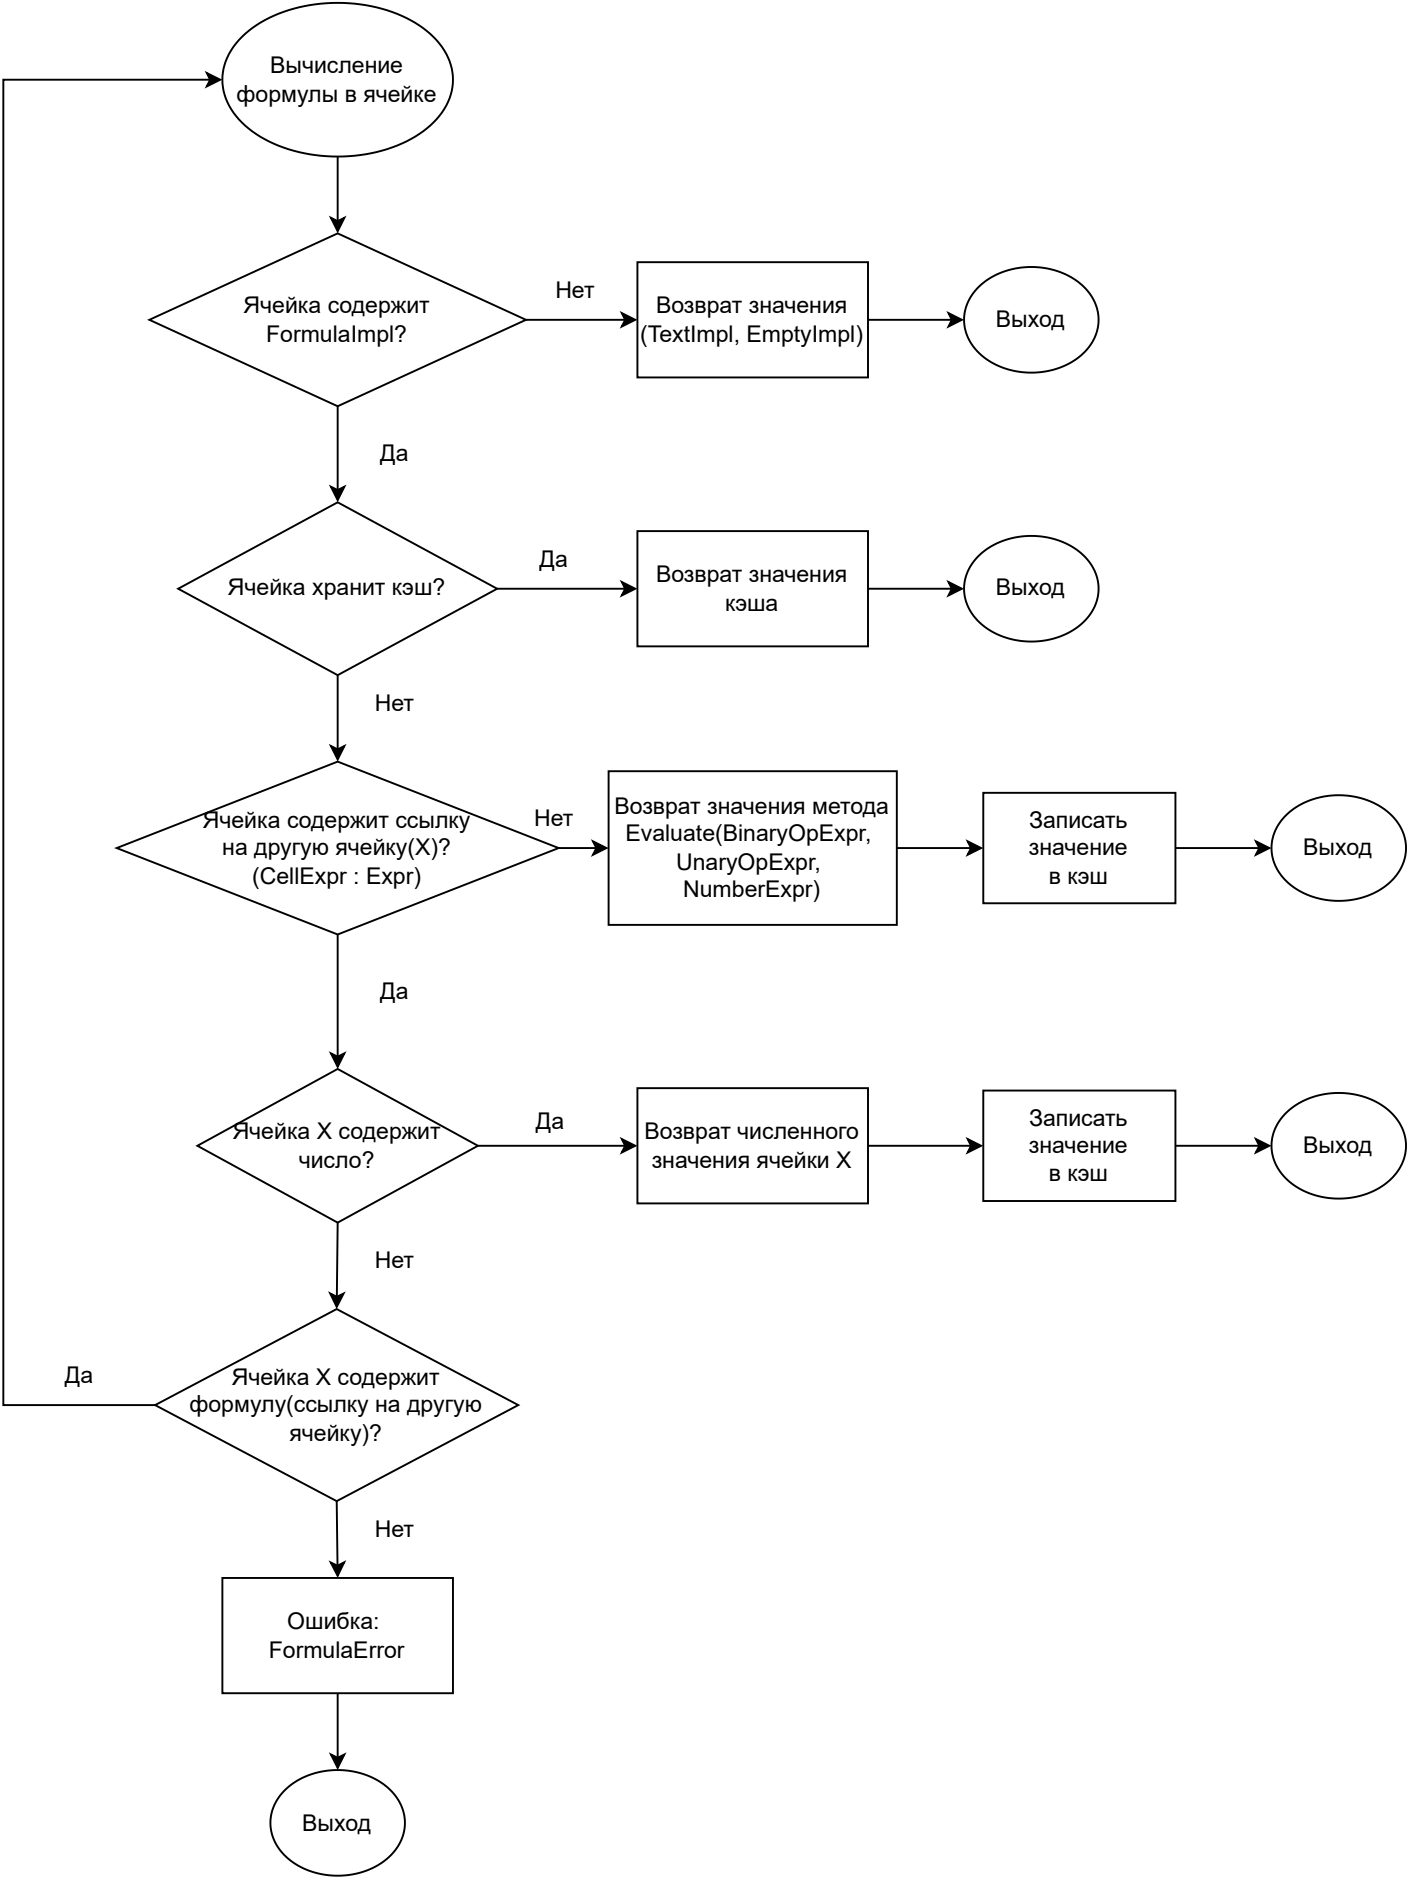 Вычисление
формулы в ячейке
Ячейка содержит
FormulaImpl?
Нет
Возврат значения
(TextImpl, EmptyImpl)
Выход
Да
Ячейка хранит кэш?
Да
Возврат значения
кэша
Выход
Нет
Ячейка содержит ссылку
на другую ячейку(X)?
(CellExpr : Expr)
Нет
Возврат значения метода
Evaluate(BinaryOpExpr,
UnaryOpExpr,
NumberExpr)
Записать
значение
в кэш
Выход
Да
Ячейка X содержит
число?
Да
Возврат численного
значения ячейки X
Записать
значение
в кэш
Выход
Нет
Ячейка X содержит
формулу(ссылку на другую
ячейку)?
Да
Нет
Ошибка:
FormulaError
Выход